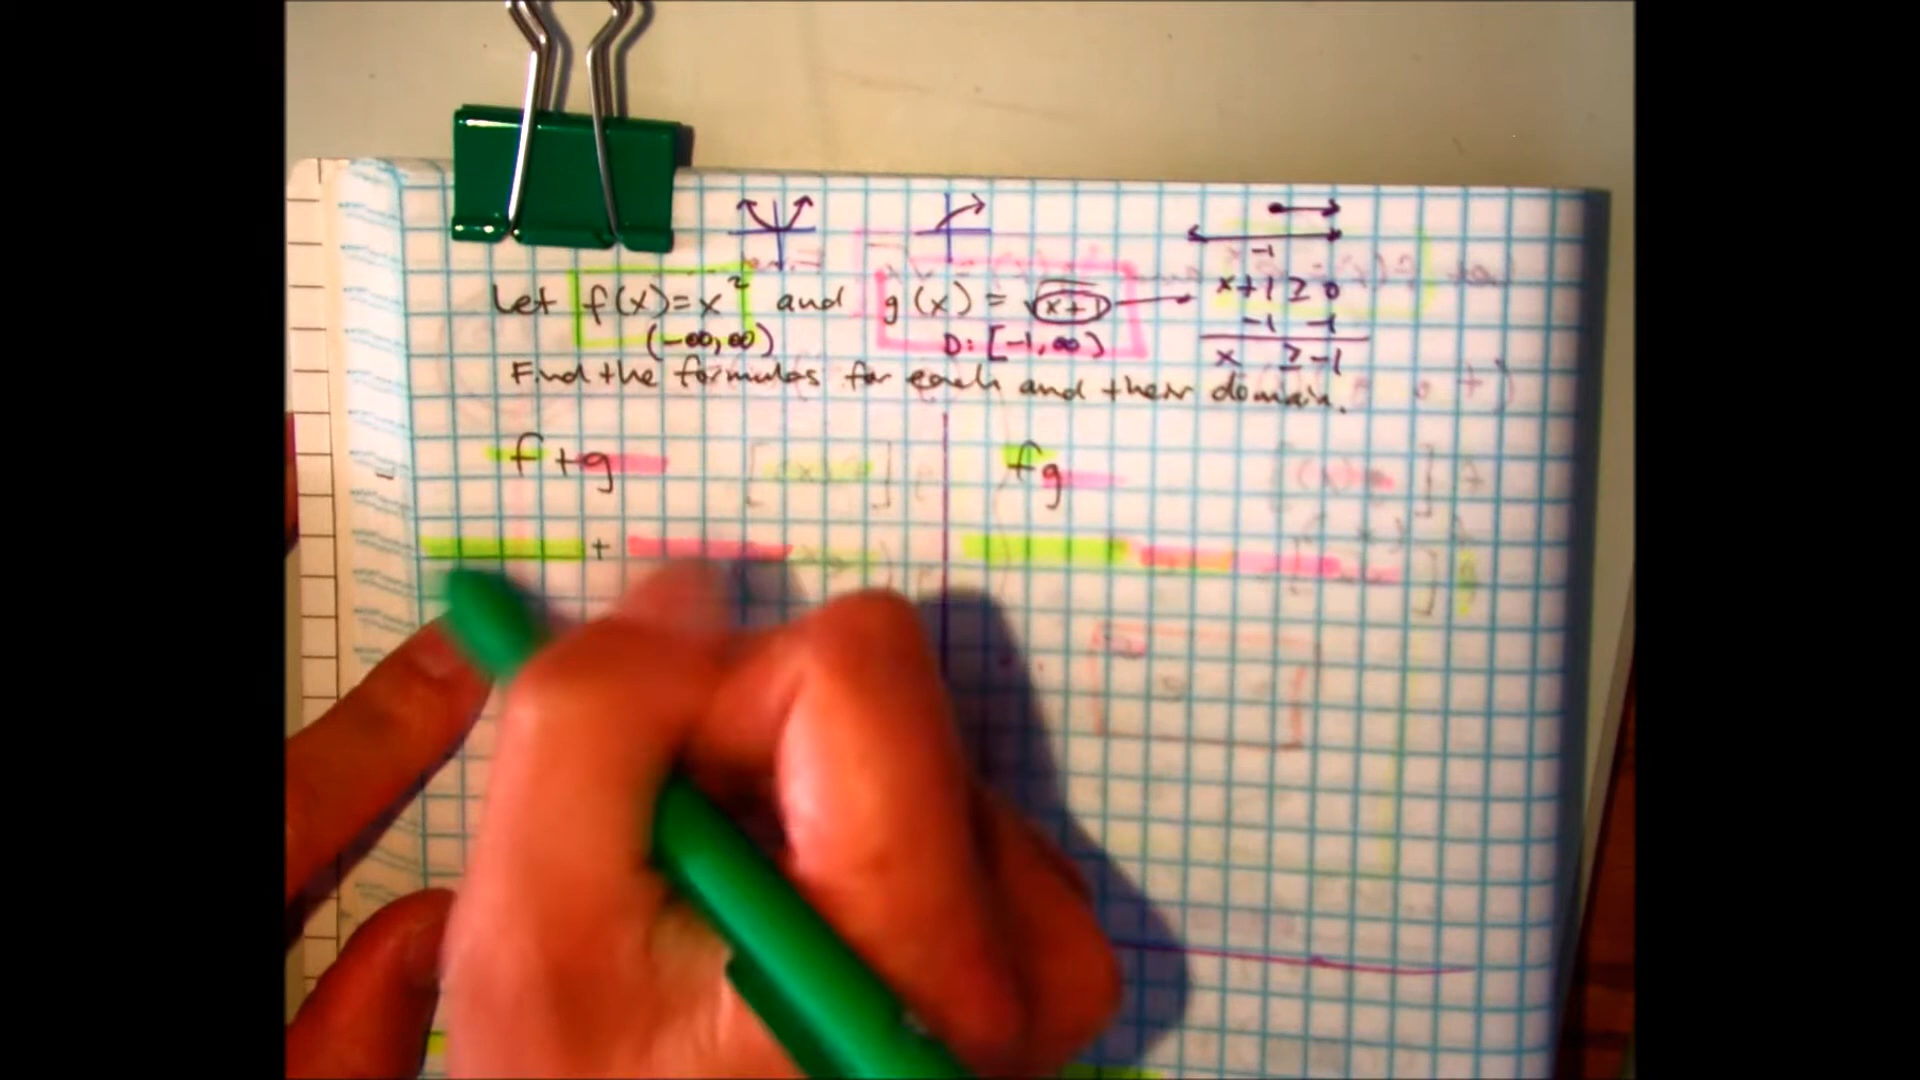 -1
Let f(x)=x² and g(x) = √x+1 x+1 ≥ 0
-1 -1
(-∞,∞) D: [-1,∞) x ≥ -1
Find the formulas for each and their domain.
f+g fg
+